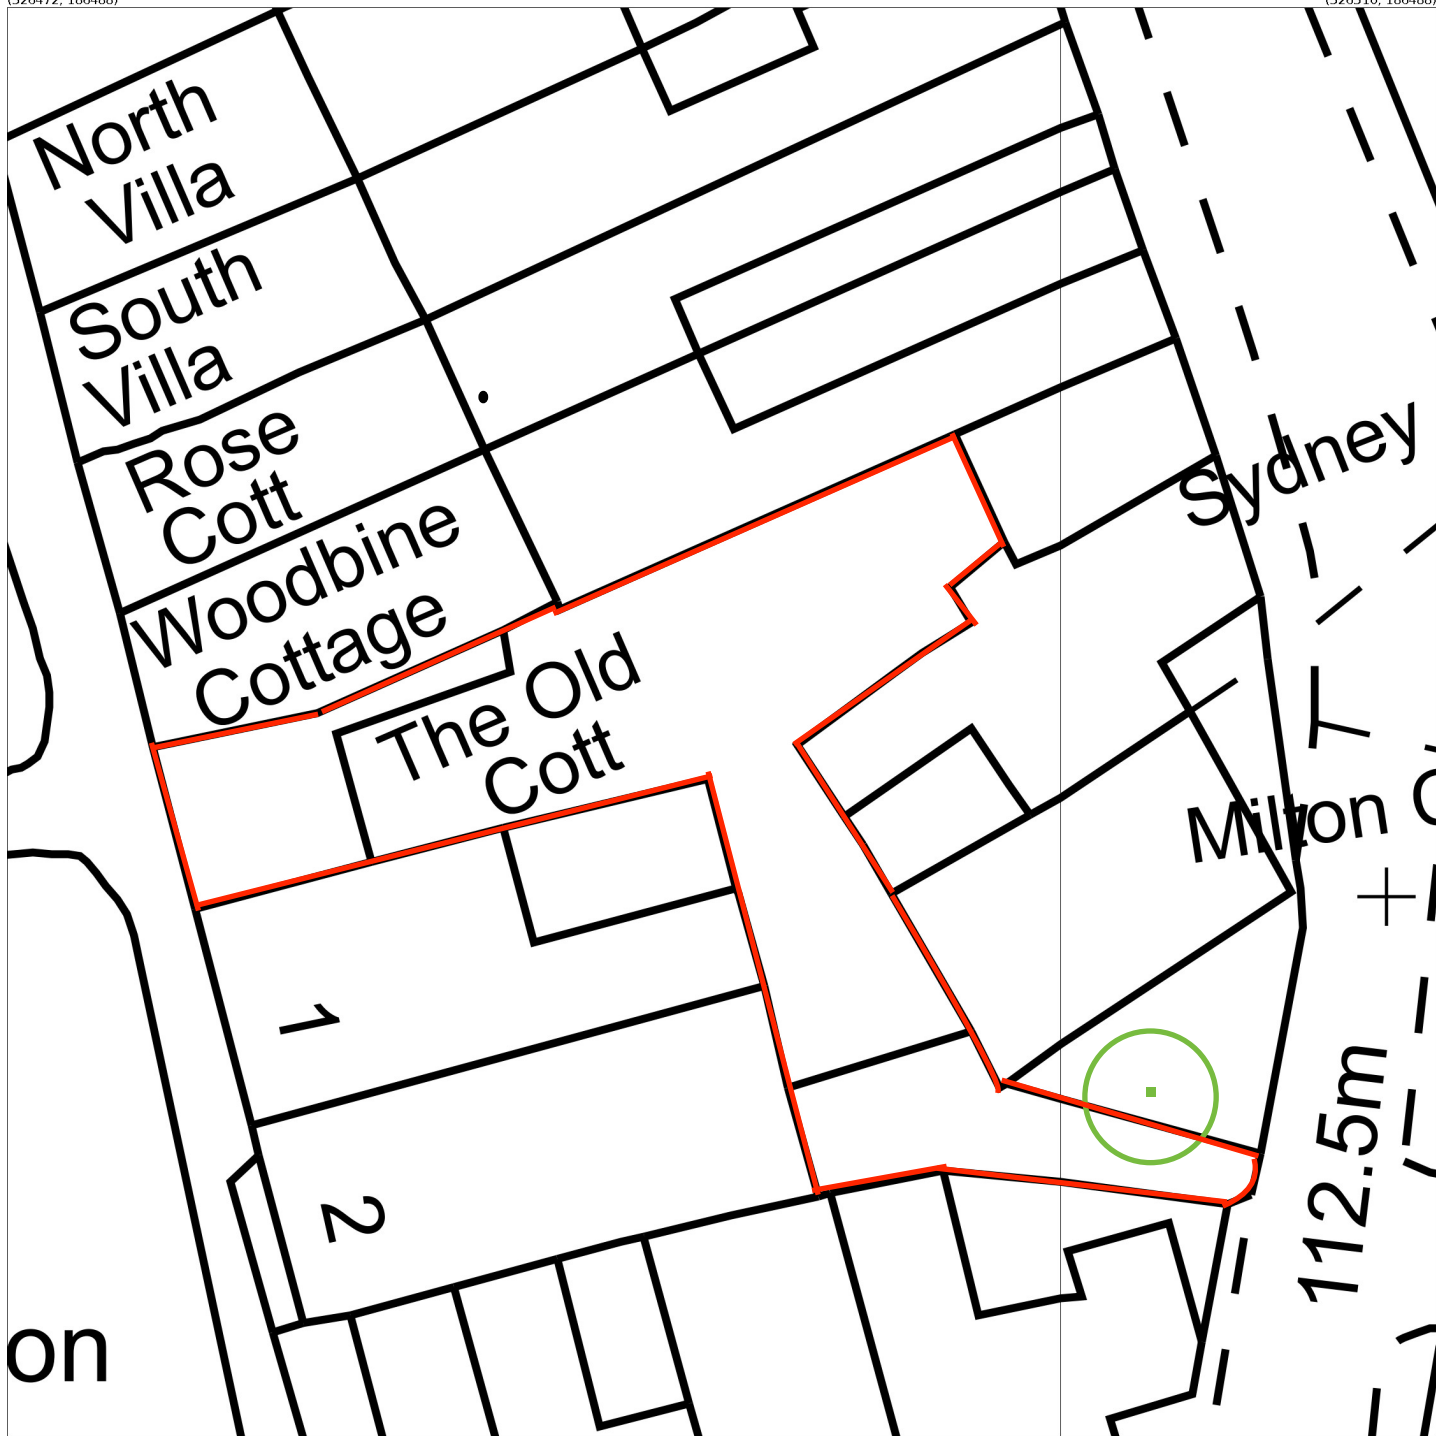 North
Villa
South
Villa
Rose
Cott
Woodbine
Cottage
The Old
Cott
Sydney
Milton
1
2
112.5m
on